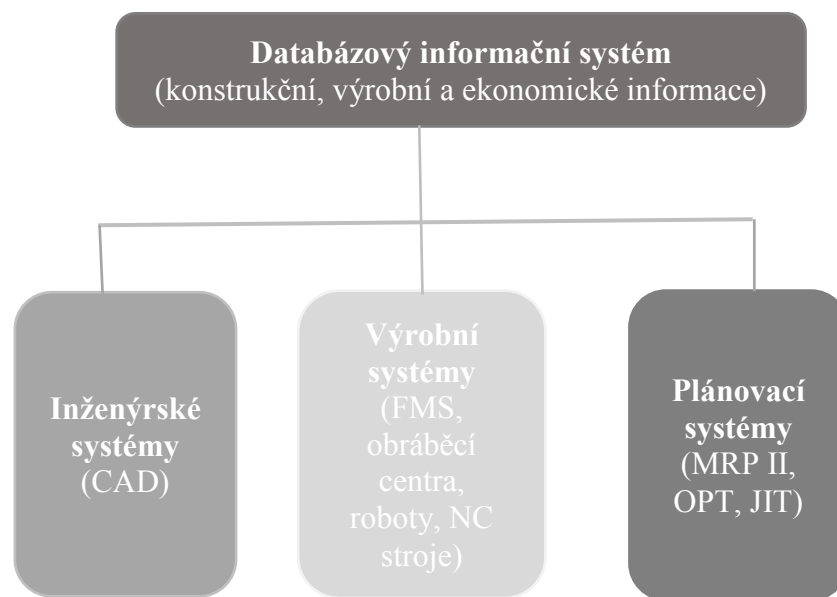 Databázový informační systém
(konstrukční, výrobní a ekonomické informace)
Inženýrské
systémy
(CAD)
Výrobní
systémy
(FMS,
obráběcí
centra,
roboty, NC
stroje)
Plánovací
systémy
(MRP II,
OPT, JIT)